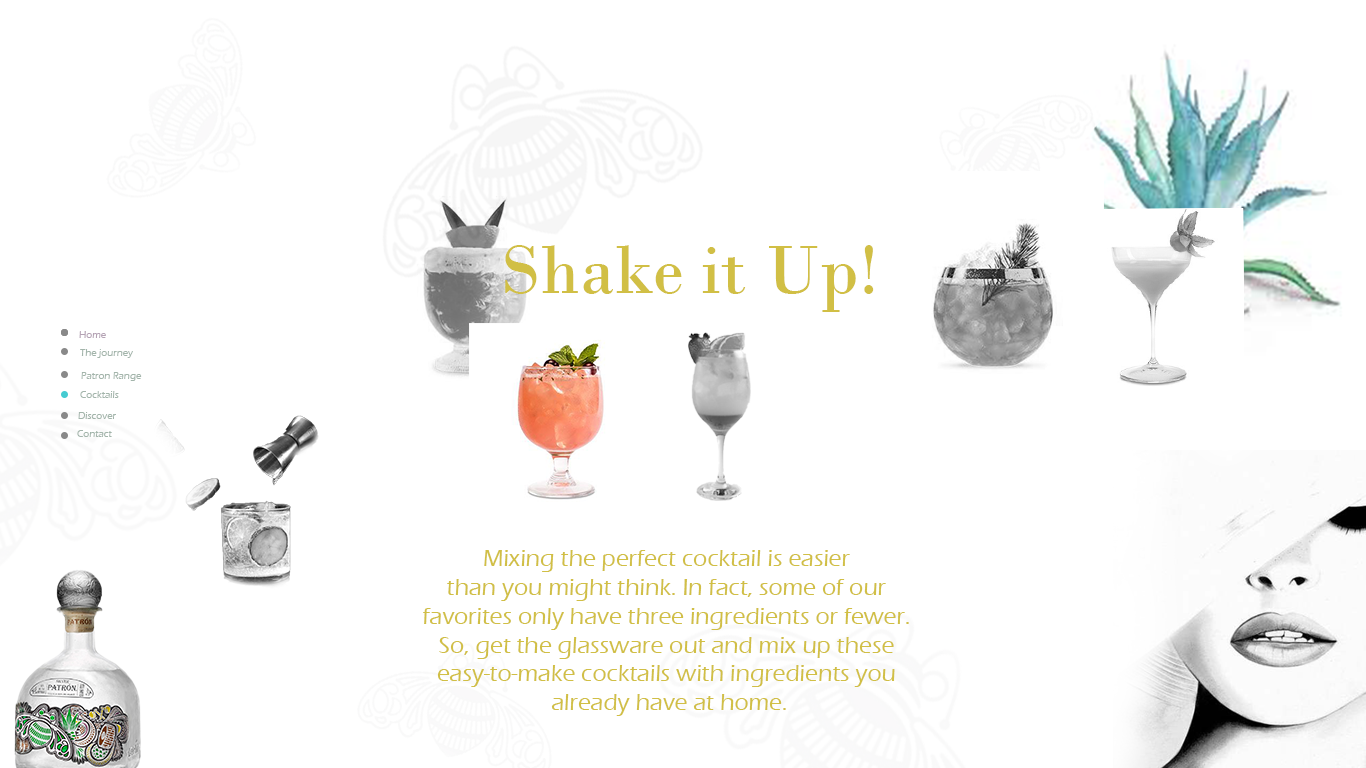 Shake it Up!
Home
The journey
Patron Range
Cocktails
Discover
Contact
Mixing the perfect cocktail is easier
than you might think. In fact, some of our
favorites only have three ingredients or fewer.
So, get the glassware out and mix up these
easy-to-make cocktails with ingredients you
already have at home.
PATRÓN
PATRÓN